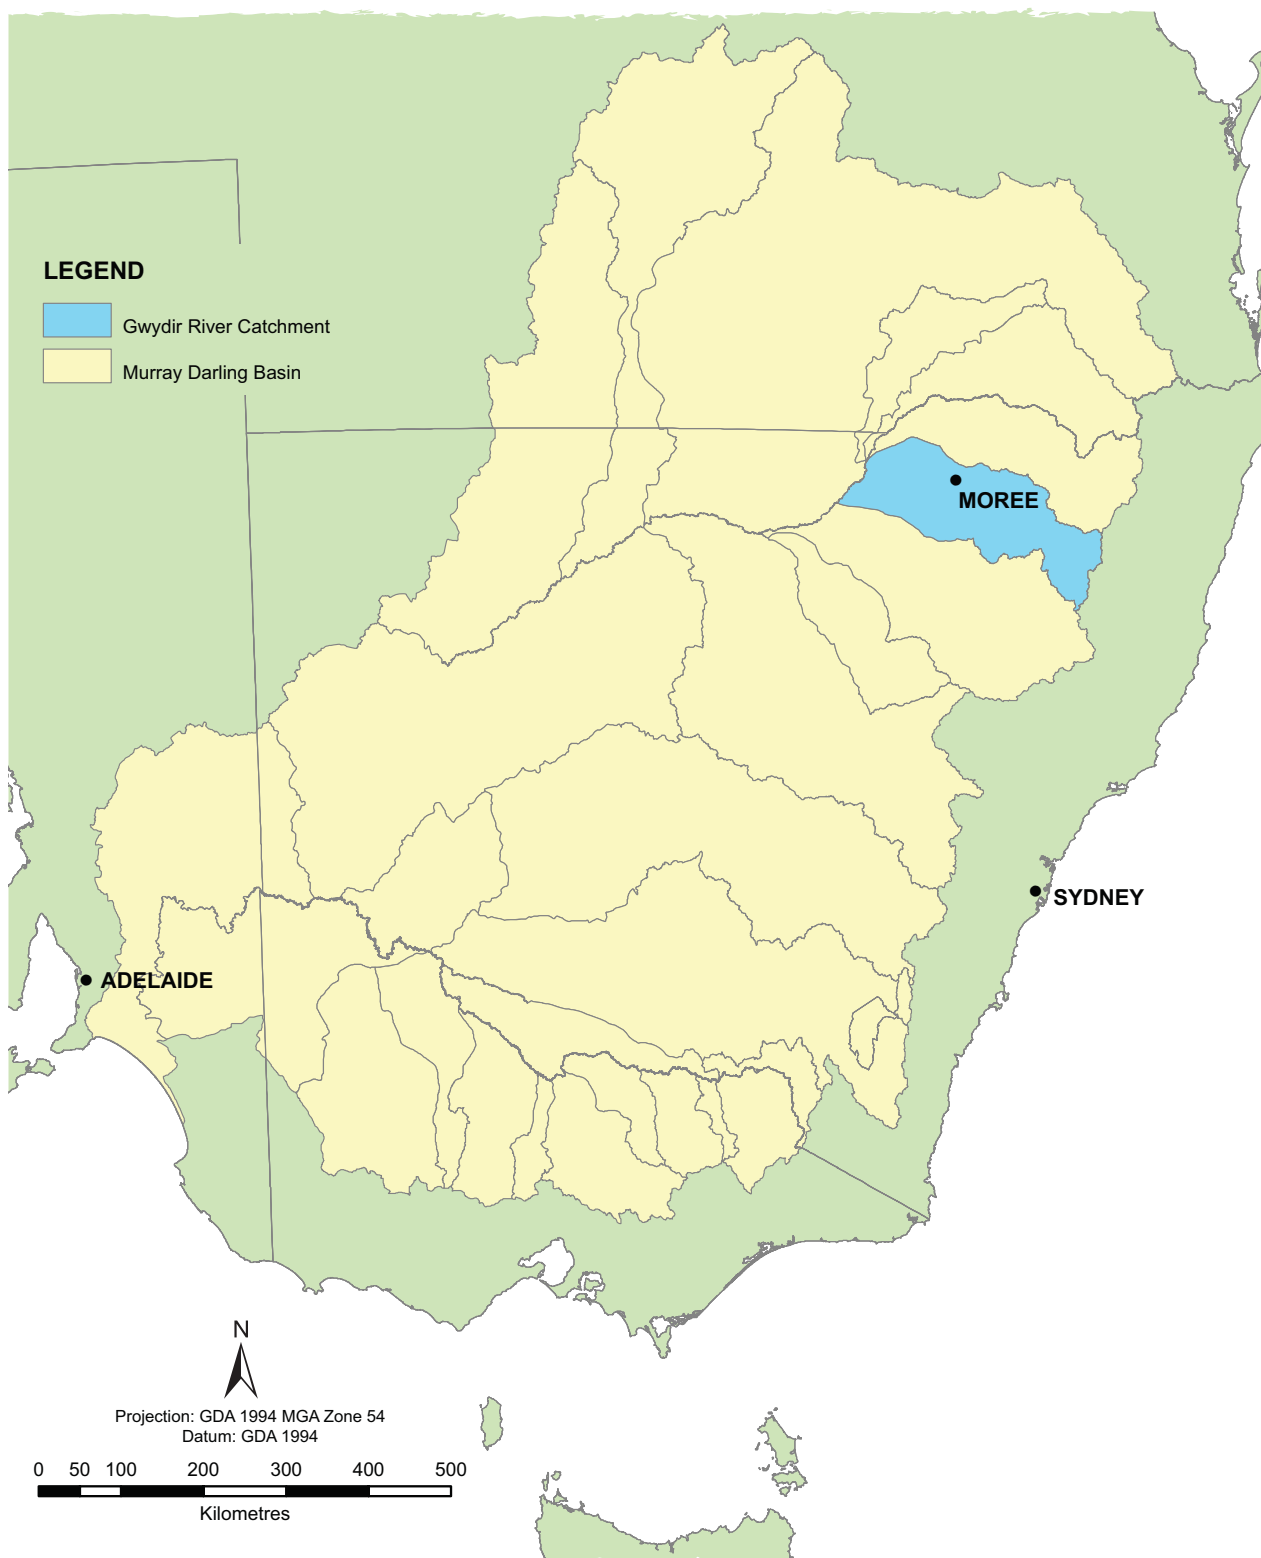 LEGEND
Gwydir River Catchment
Murray Darling Basin
MOREE
SYDNEY
ADELAIDE
N
Projection: GDA 1994 MGA Zone 54
Datum: GDA 1994
0 50 100 200 300 400 500
Kilometres